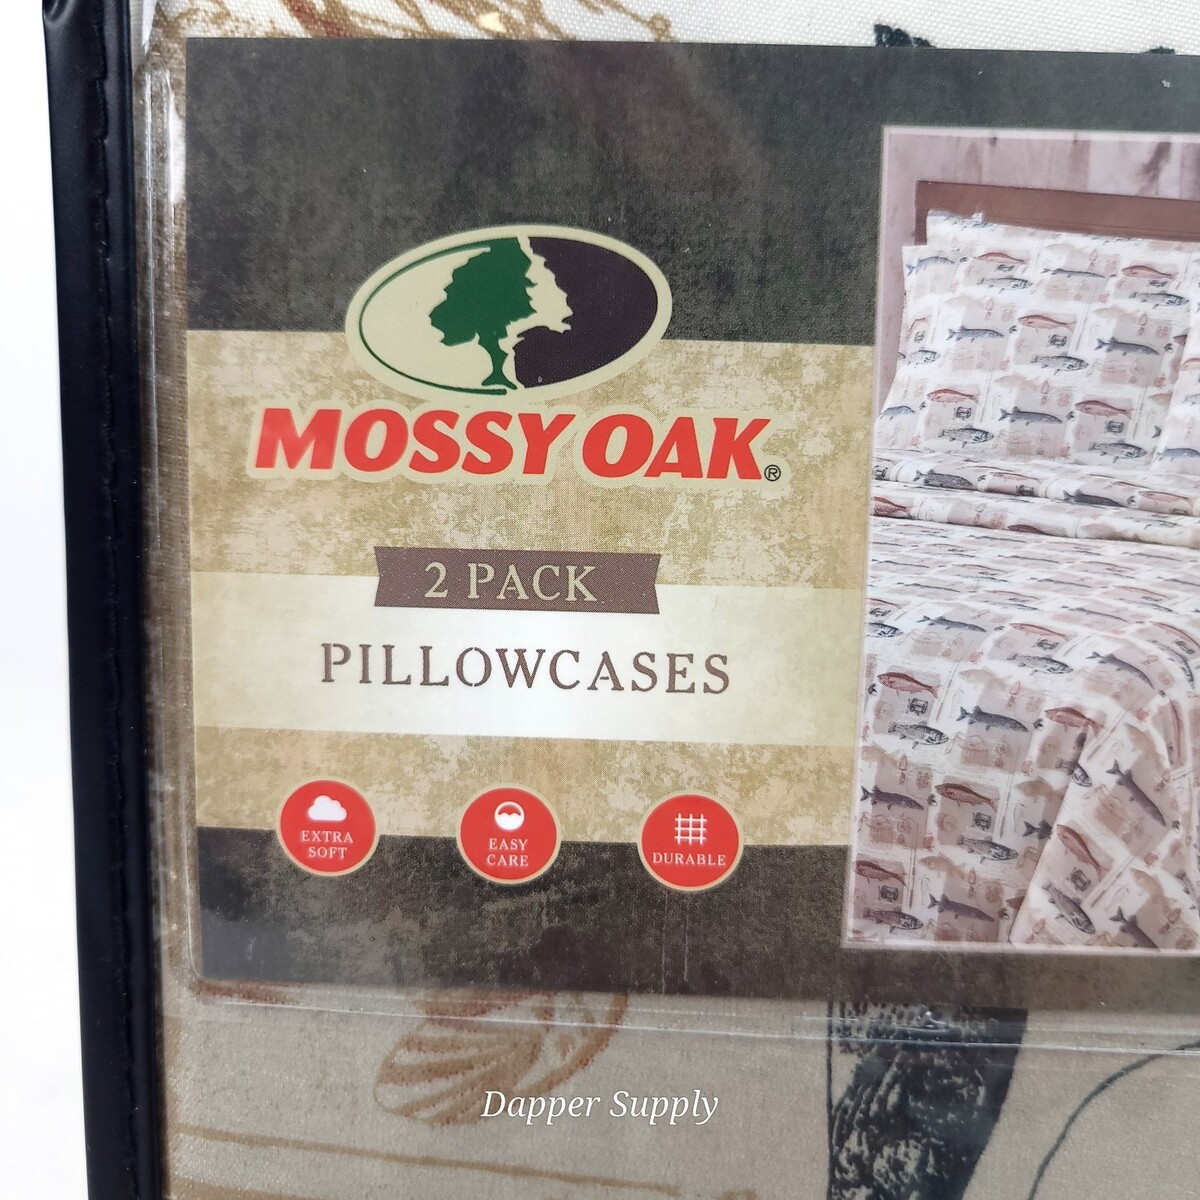 MOSSY OAK®
2 PACK
PILLOWCASES
EXTRA
SOFT
EASY
CARE
DURABLE
Dapper Supply